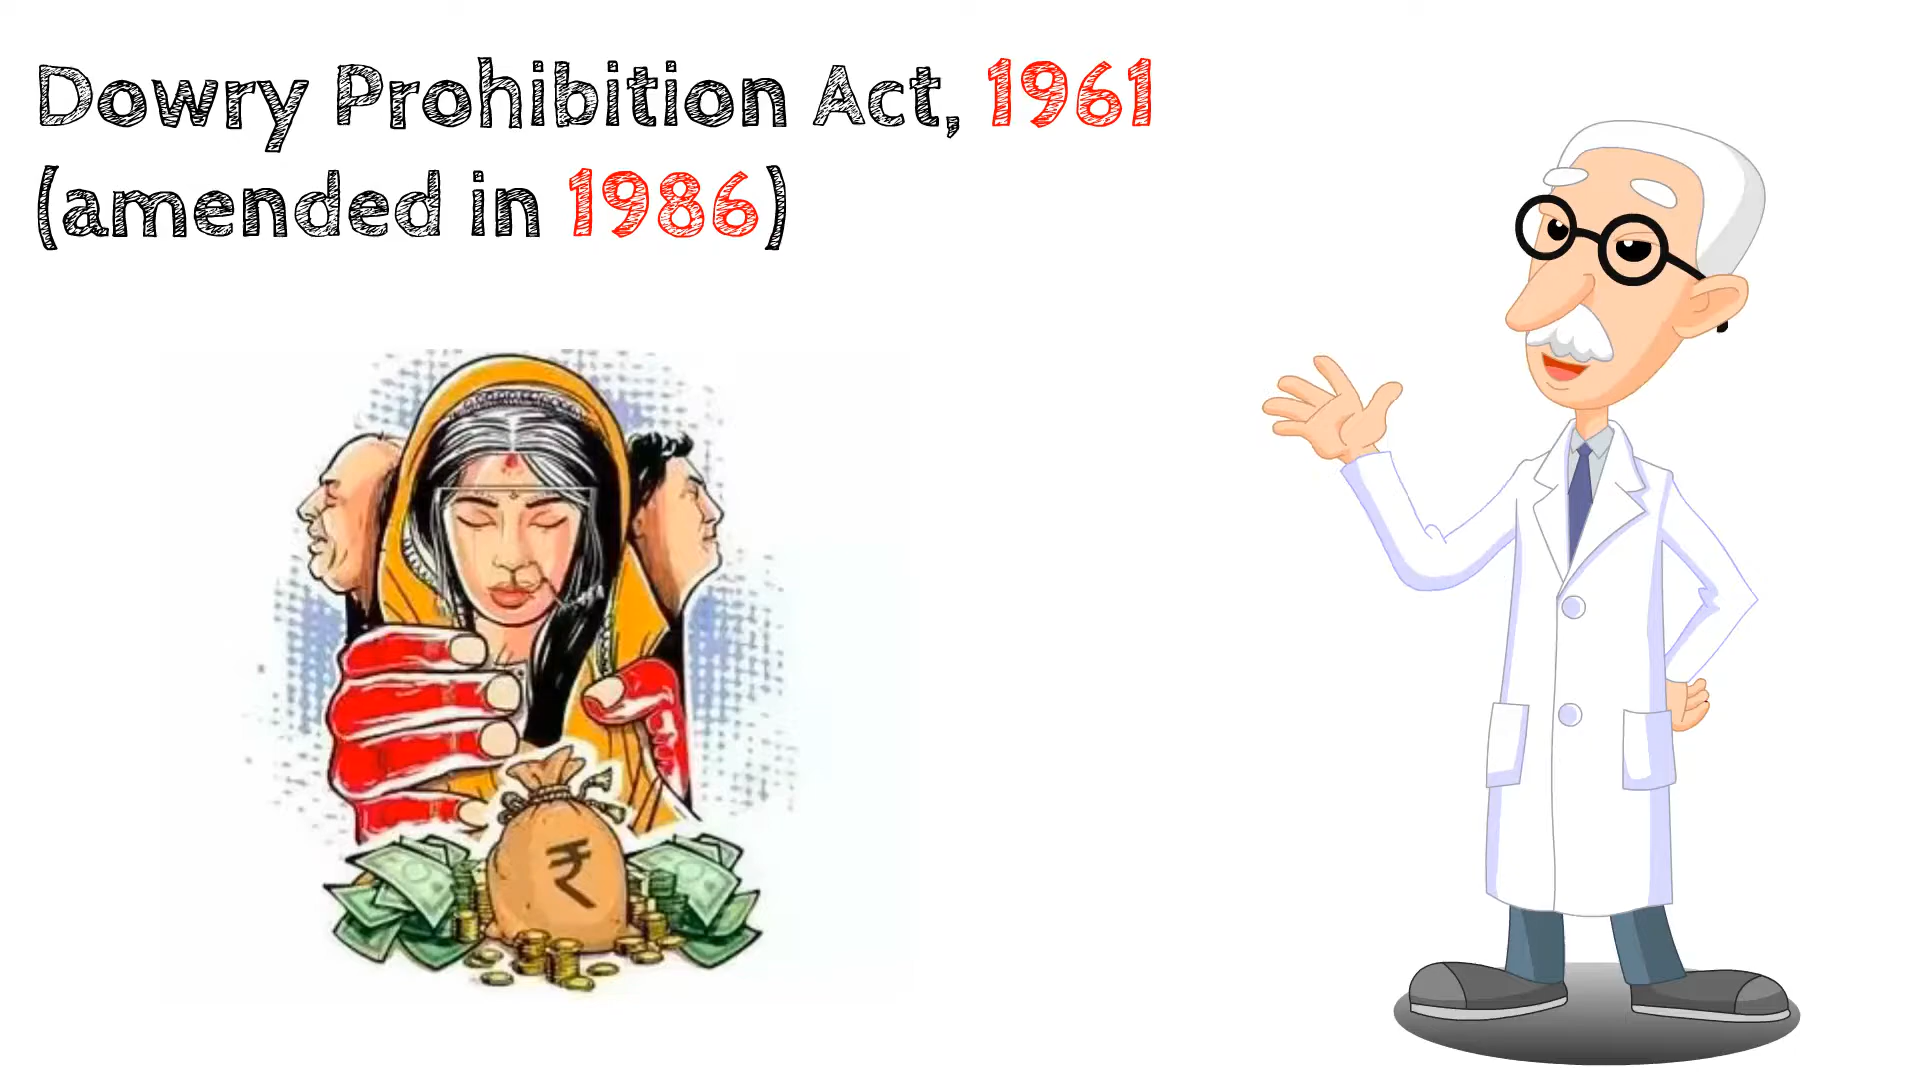 Dowry Prohibition Act, 1961
(amended in 1986)
₹